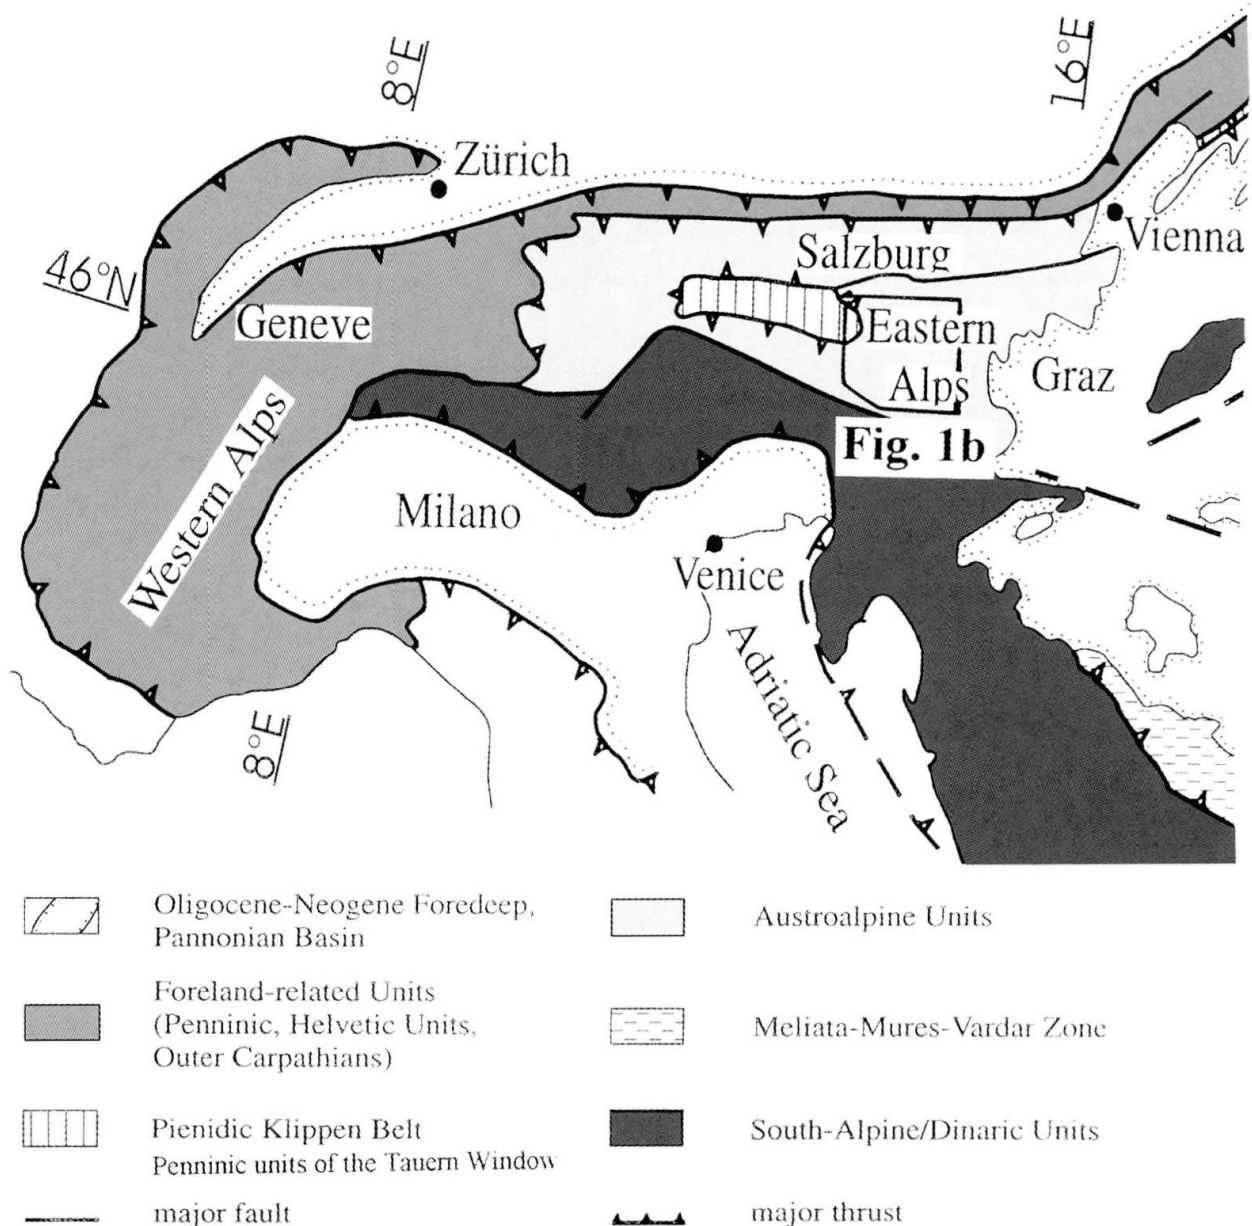 8°E
16°E
Zürich
Vienna
Salzburg
46°N
Geneve
Eastern
Alps
Graz
Fig. 1b
Western Alps
Milano
Venice
Adriatic Sea
8°E
Oligocene-Neogene Foredeep,
Pannonian Basin
Austroalpine Units
Foreland-related Units
(Penninic, Helvetic Units,
Outer Carpathians)
Meliata-Mures-Vardar Zone
Pienidic Klippen Belt
Penninic units of the Tauern Window
South-Alpine/Dinaric Units
major fault
major thrust